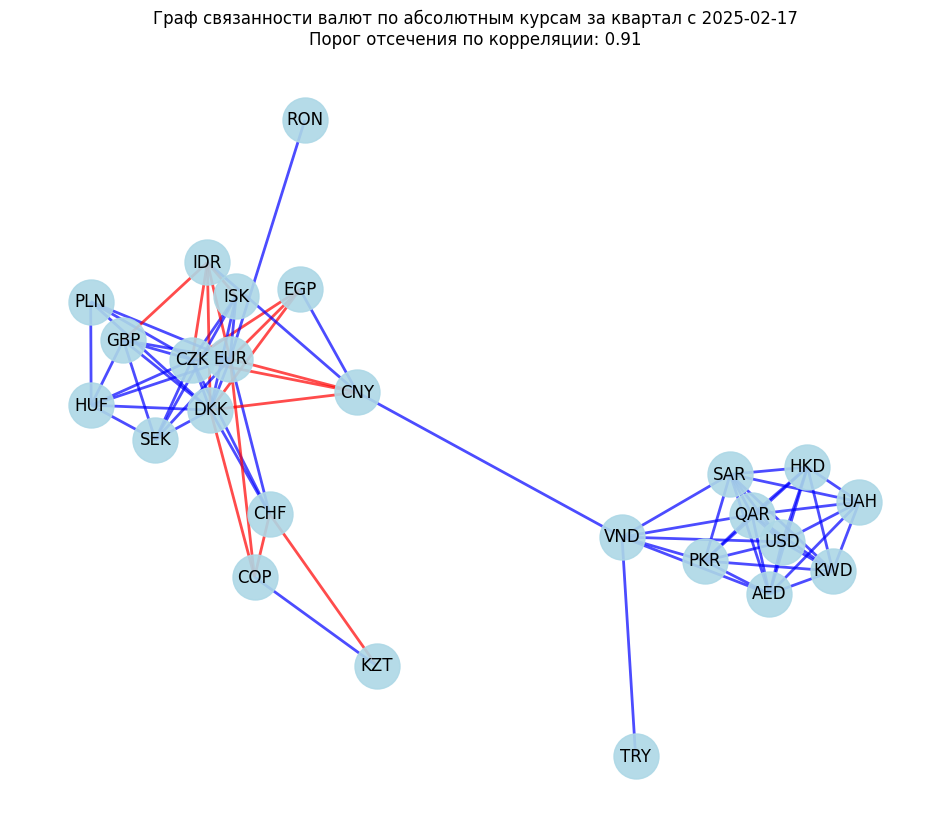 Граф связанности валют по абсолютным курсам за квартал с 2025-02-17
Порог отсечения по корреляции: 0.91
RON
IDR
EGP
ISK
PLN
GBP
EUR
CZK
CNY
HUF
DKK
SEK
HKD
SAR
UAH
CHF
QAR
VND
USD
PKR
KWD
COP
AED
KZT
TRY